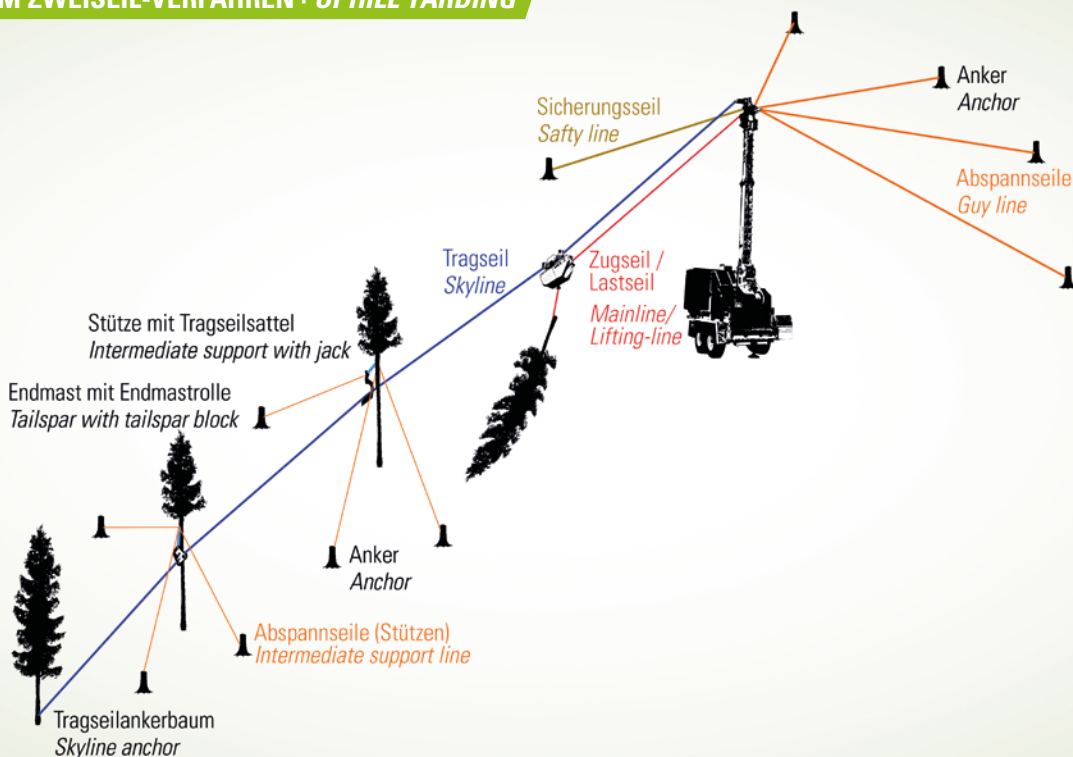 ZWEISEIL-VERFAHREN · UPHILL YARDING
Anker
Anchor
Sicherungsseil
Safty line
Abspannseile
Guy line
Tragseil
Skyline
Zugseil /
Lastseil
Mainline/
Lifting-line
Stütze mit Tragseilsattel
Intermediate support with jack
Endmast mit Endmastrolle
Tailspar with tailspar block
Anker
Anchor
Abspannseile (Stützen)
Intermediate support line
Tragseilankerbaum
Skyline anchor